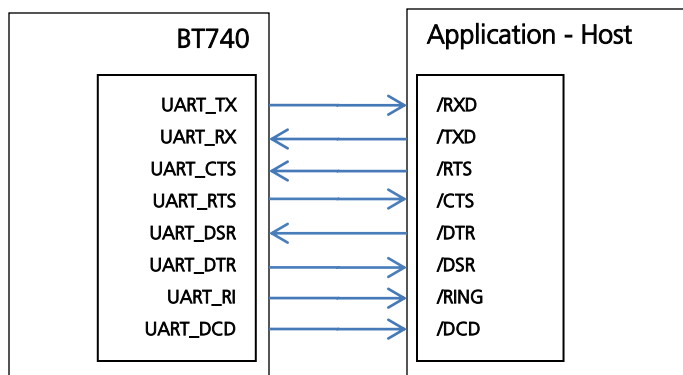 BT740
Application - Host
UART_TX
/RXD
UART_RX
/TXD
UART_CTS
/RTS
UART_RTS
/CTS
UART_DSR
/DTR
UART_DTR
/DSR
UART_RI
/RING
UART_DCD
/DCD